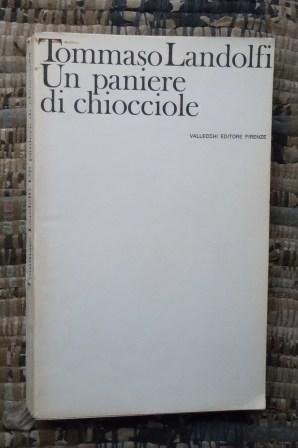 Tommaso Landolfi
Un paniere
di chiocciole
VALLECCHI EDITORE FIRENZE